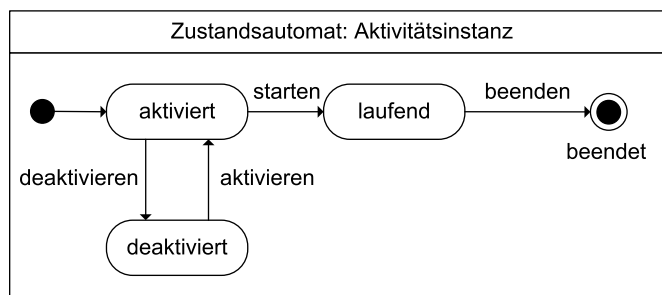 Zustandsautomat: Aktivitätsinstanz
aktiviert
starten
laufend
beenden
beendet
deaktivieren
aktivieren
deaktiviert